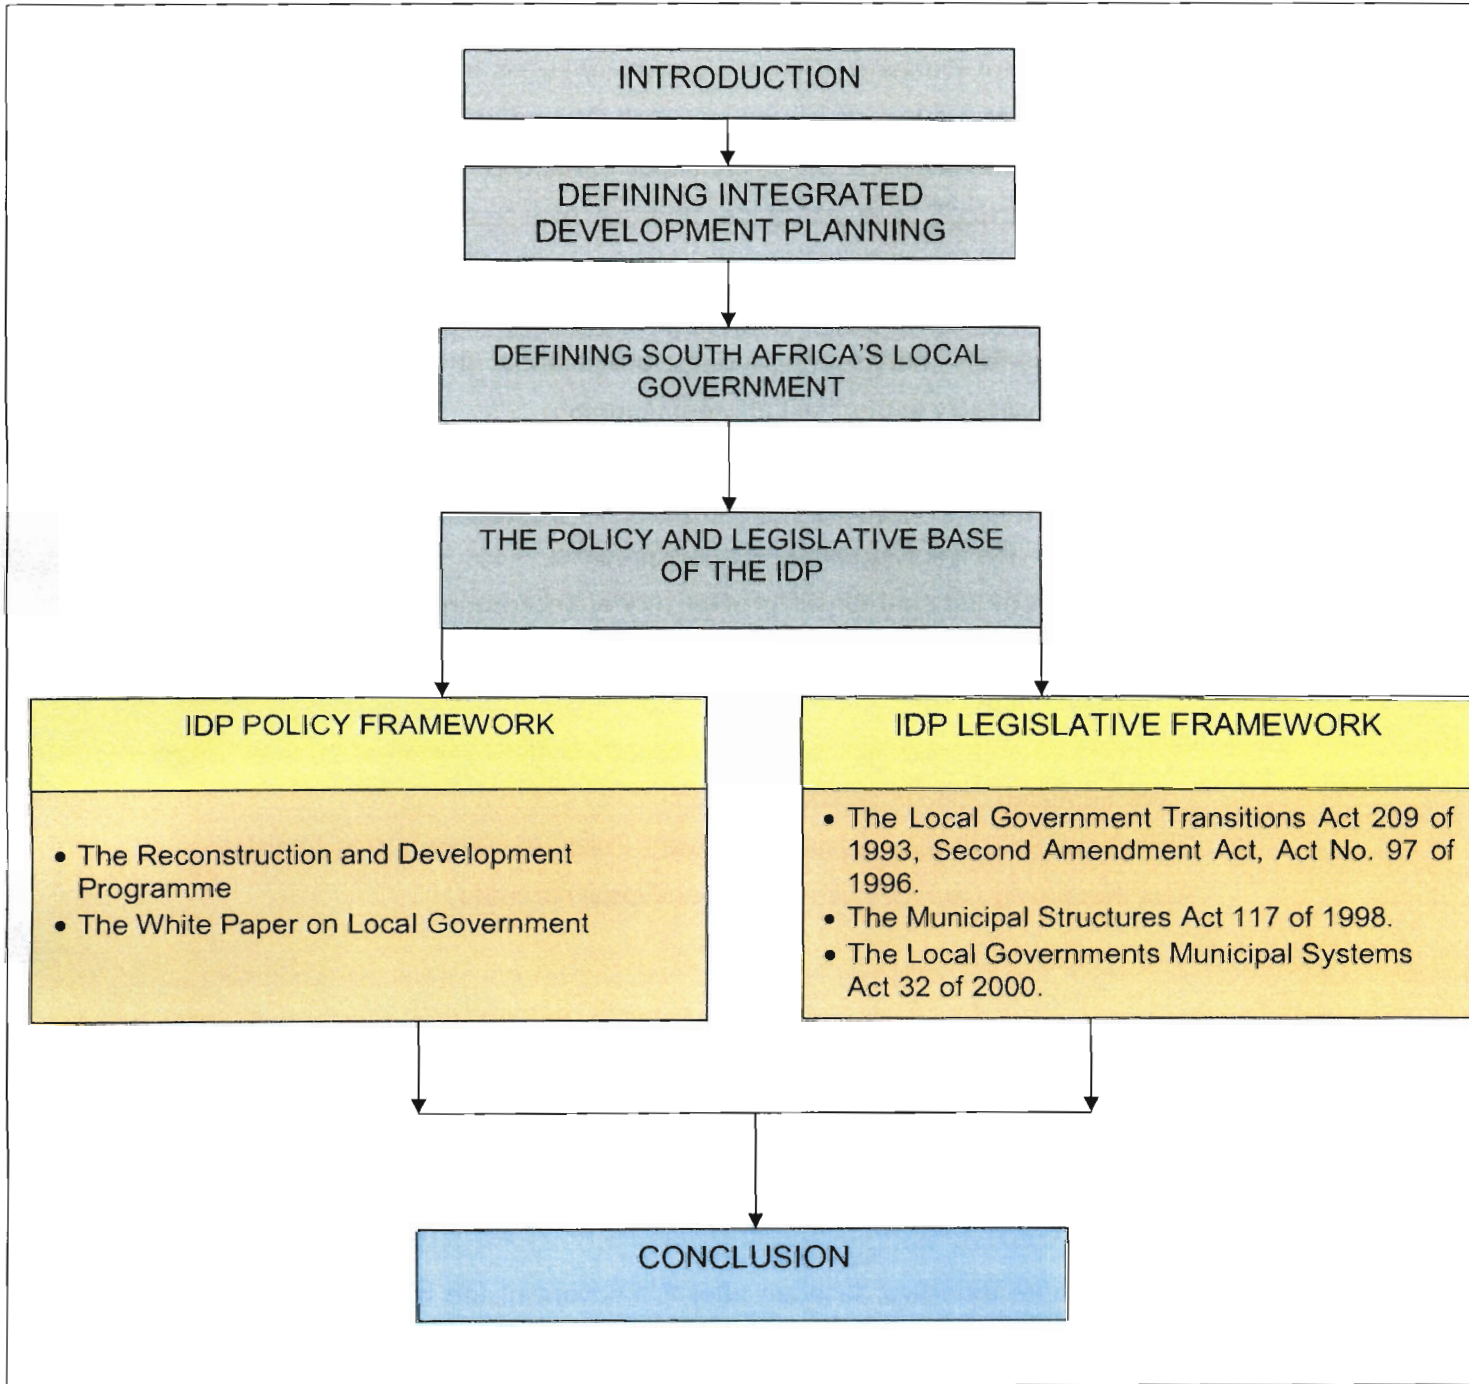 INTRODUCTION
DEFINING INTEGRATED
DEVELOPMENT PLANNING
DEFINING SOUTH AFRICA'S LOCAL
GOVERNMENT
THE POLICY AND LEGISLATIVE BASE
OF THE IDP
IDP POLICY FRAMEWORK
• The Reconstruction and Development
Programme
• The White Paper on Local Government
IDP LEGISLATIVE FRAMEWORK
• The Local Government Transitions Act 209 of
1993, Second Amendment Act, Act No. 97 of
1996.
• The Municipal Structures Act 117 of 1998.
• The Local Governments Municipal Systems
Act 32 of 2000.
CONCLUSION